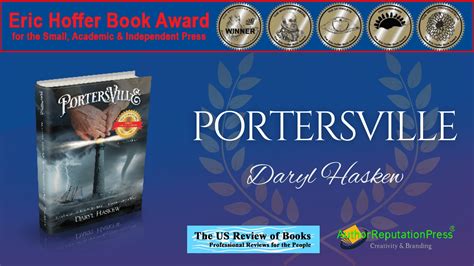 Eric Hoffer Book Award
for the Small, Academic & Independent Press
WINNER
PORTERSVILLE
DARYL HASKEW
PORTERSVILLE
Daryl Haskew
The US Review of Books
Professional Reviews for the People
AuthorReputationPress®
Creativity & Branding